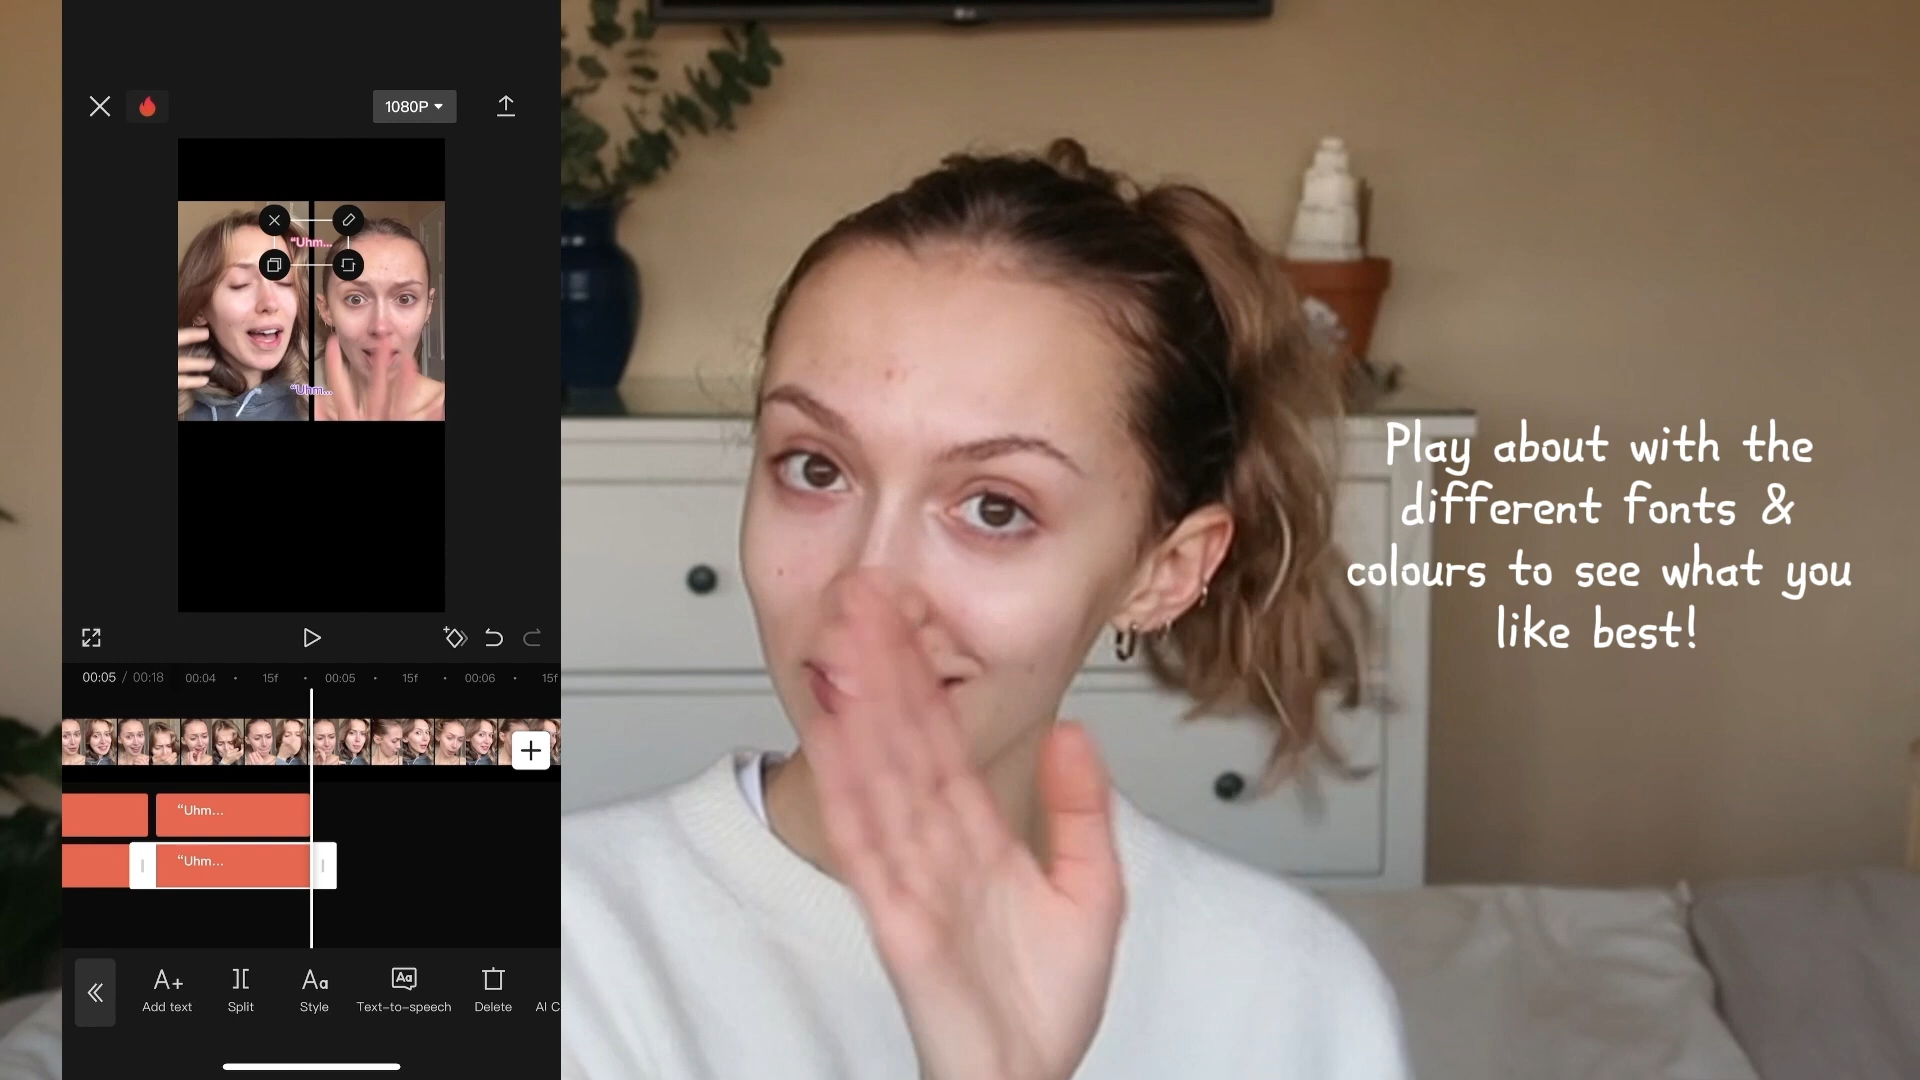 LG
1080P
"Uhm...
"Uhm...
00:05 / 00:18 00:04 15f 00:05 15f 00:06 15f
"Uhm...
"Uhm...
Add text Split Style Text-to-speech Delete AI C
Play about with the
different fonts &
colours to see what you
like best!